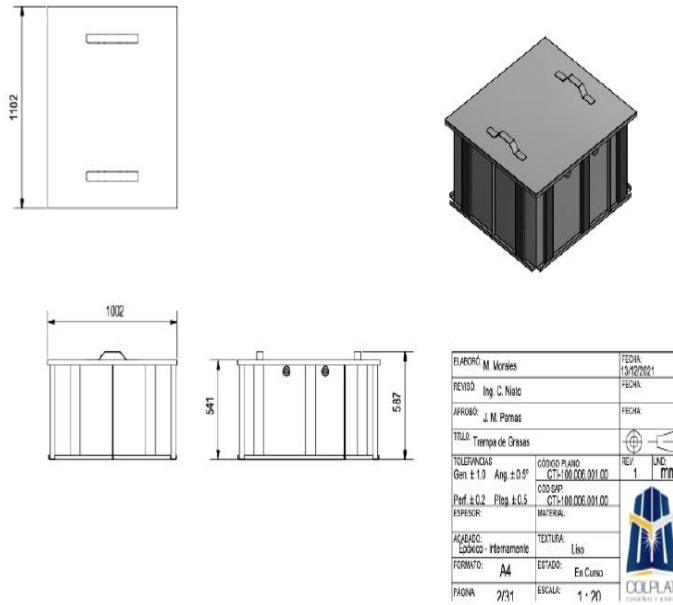 1102
1002
541
587
ELABORÓ: M. Morales
FECHA: 13/12/2021
REVISÓ: Ing. C. Nieto
FECHA:
APROBÓ: J. M. Pernas
FECHA:
TITLO: Trampa de Grasas
TOLERANCIAS
Gen. ± 1.0 Ang. ± 0.5°
Perf. ± 0.2 Pleg. ± 0.5
CÓDIGO PLANO:
CTI-100.006.001.00
REV: 1
UND: mm
COD SAP:
CTI-100.006.001.00
ESPESOR:
MATERIAL:
ACABADO: Epóxico - Internamente
TEXTURA: Liso
FORMATO: A4
ESTADO: En Curso
PÁGINA 2/31
ESCALA: 1 : 20
COLPLAT